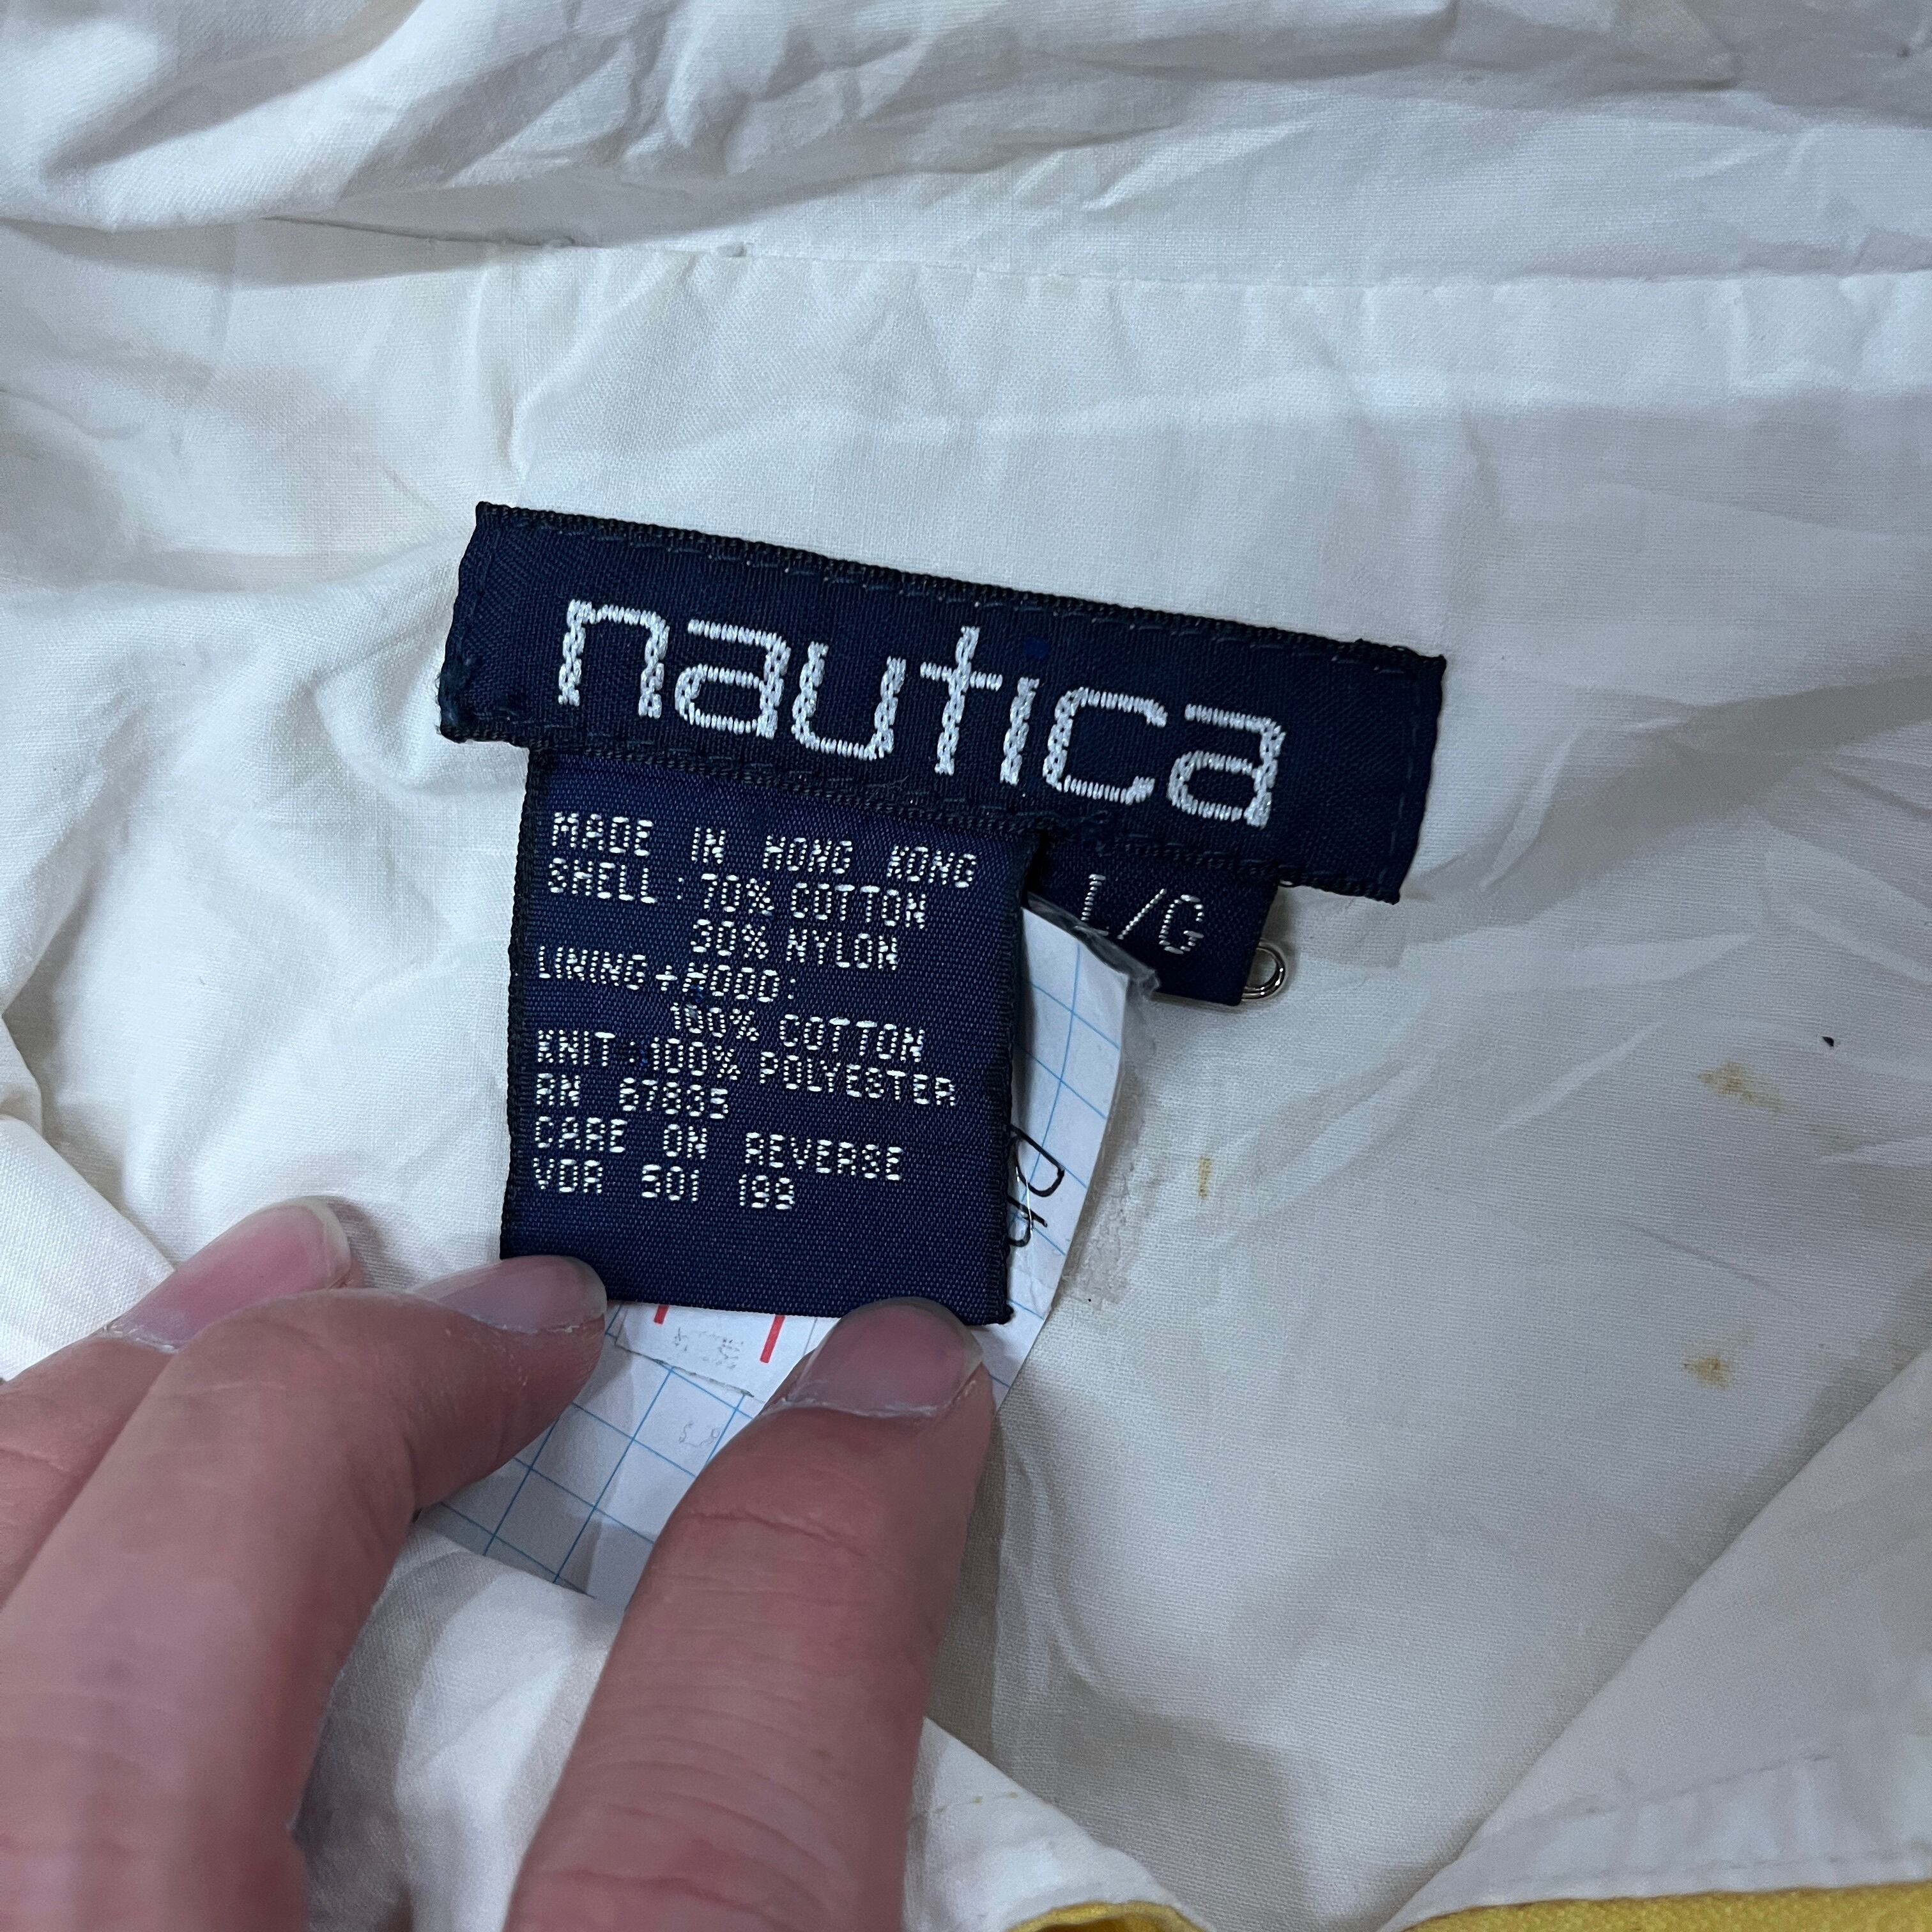 nautica
L/G
MADE IN HONG KONG
SHELL: 70% COTTON
30% NYLON
LINING + HOOD:
100% COTTON
KNIT: 100% POLYESTER
RN 67835
CARE ON REVERSE
VDR 501 199